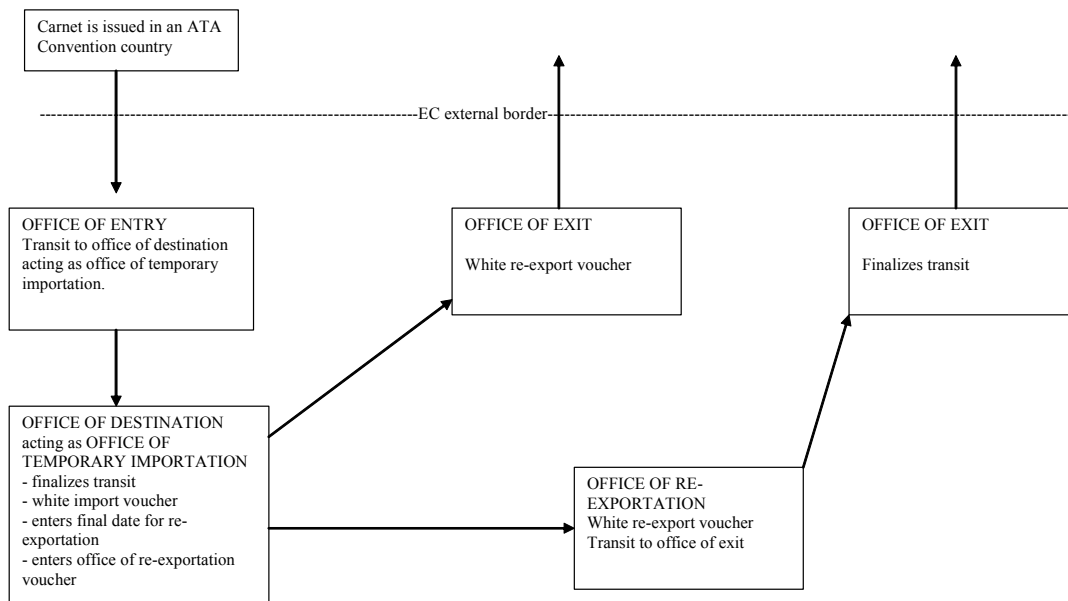 Carnet is issued in an ATA
Convention country
EC external border
OFFICE OF ENTRY
Transit to office of destination
acting as office of temporary
importation.
OFFICE OF EXIT
White re-export voucher
OFFICE OF EXIT
Finalizes transit
OFFICE OF DESTINATION
acting as OFFICE OF
TEMPORARY IMPORTATION
- finalizes transit
- white import voucher
- enters final date for re-
exportation
- enters office of re-exportation
voucher
OFFICE OF RE-
EXPORTATION
White re-export voucher
Transit to office of exit